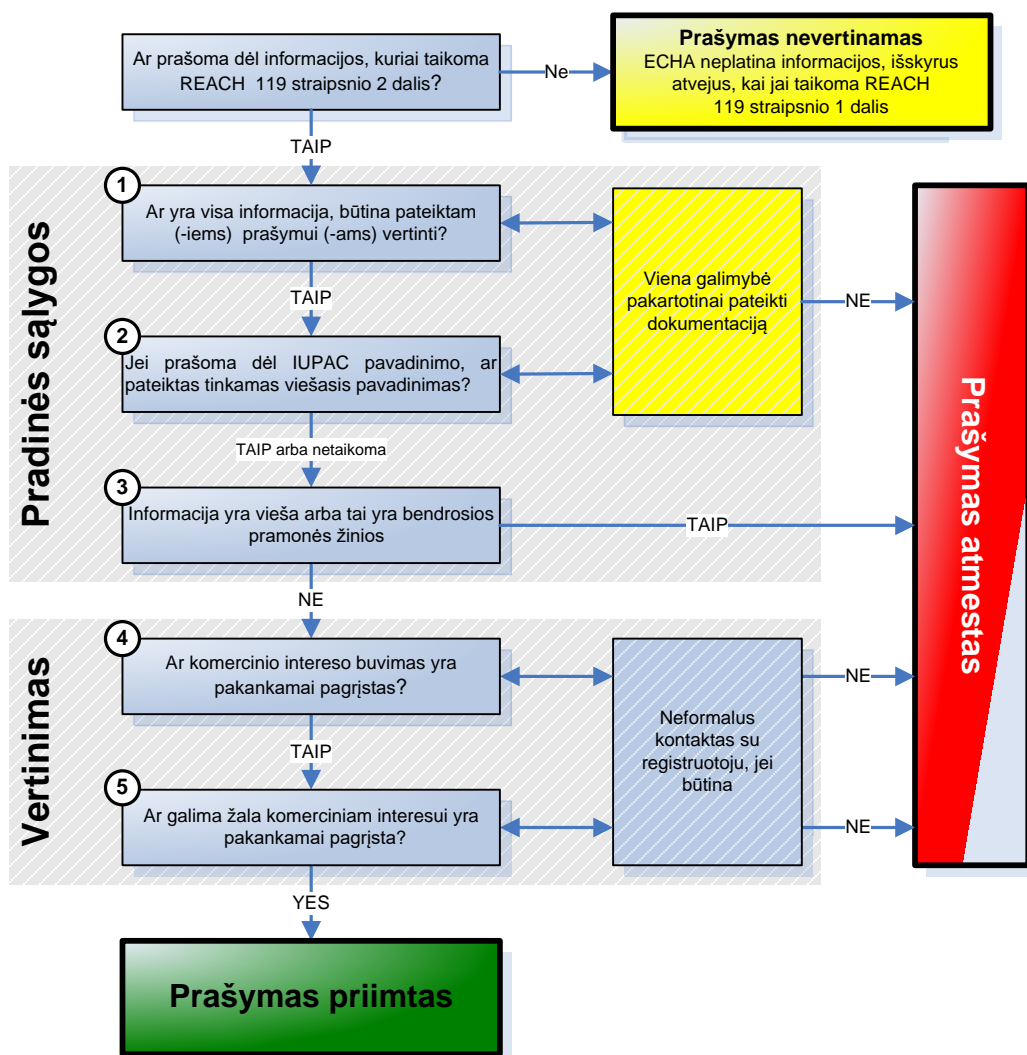 Ar prašoma dėl informacijos, kuriai taikoma
REACH 119 straipsnio 2 dalis?
Ne
Prašymas nevertinamas
ECHA neplatina informacijos, išskyrus
atvejus, kai jai taikoma REACH
119 straipsnio 1 dalis
TAIP
Pradinės sąlygos
1
Ar yra visa informacija, būtina pateiktam
(-iems) prašymui (-ams) vertinti?
TAIP
2
Jei prašoma dėl IUPAC pavadinimo, ar
pateiktas tinkamas viešasis pavadinimas?
Viena galimybė
pakartotinai pateikti
dokumentaciją
NE
TAIP arba netaikoma
3
Informacija yra vieša arba tai yra bendrosios
pramonės žinios
TAIP
Prašymas atmestas
NE
Vertinimas
4
Ar komercinio intereso buvimas yra
pakankamai pagrįstas?
TAIP
5
Ar galima žala komerciniam interesui yra
pakankamai pagrįsta?
Neformalus
kontaktas su
registruotoju, jei
būtina
NE
NE
YES
Prašymas priimtas